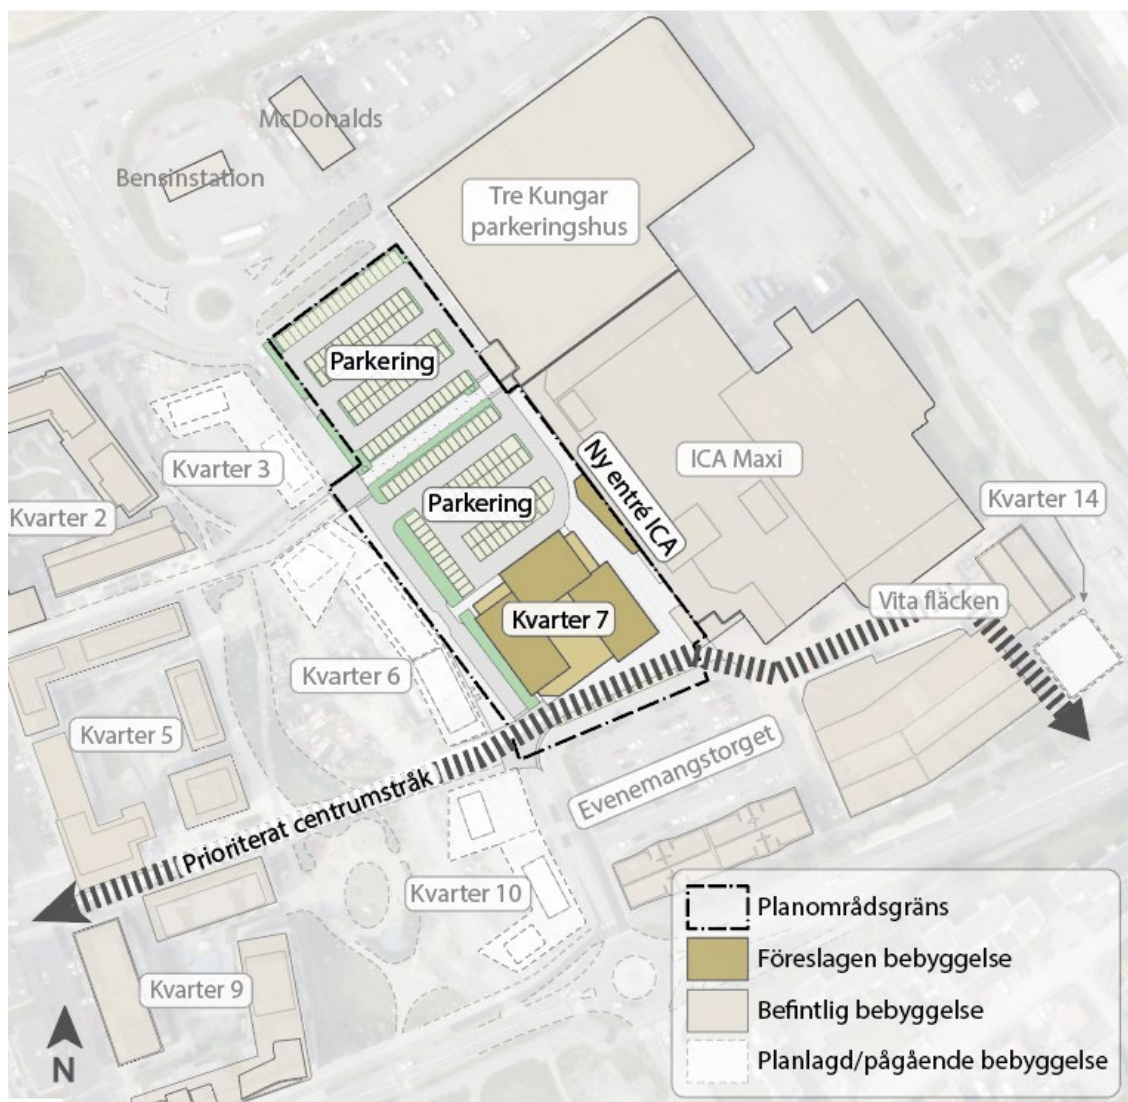 McDonalds
Bensinstation
Tre Kungar
parkeringshus
Parkering
Kvarter 3
Ny entré ICA
ICA Maxi
Kvarter 14
Parkering
Kvarter 2
Vita fläcken
Kvarter 7
Kvarter 6
Kvarter 5
Evenemangstorget
Prioriterat centrumstråk
Kvarter 10
Kvarter 9
N
Planområdsgräns
Föreslagen bebyggelse
Befintlig bebyggelse
Planlagd/pågående bebyggelse